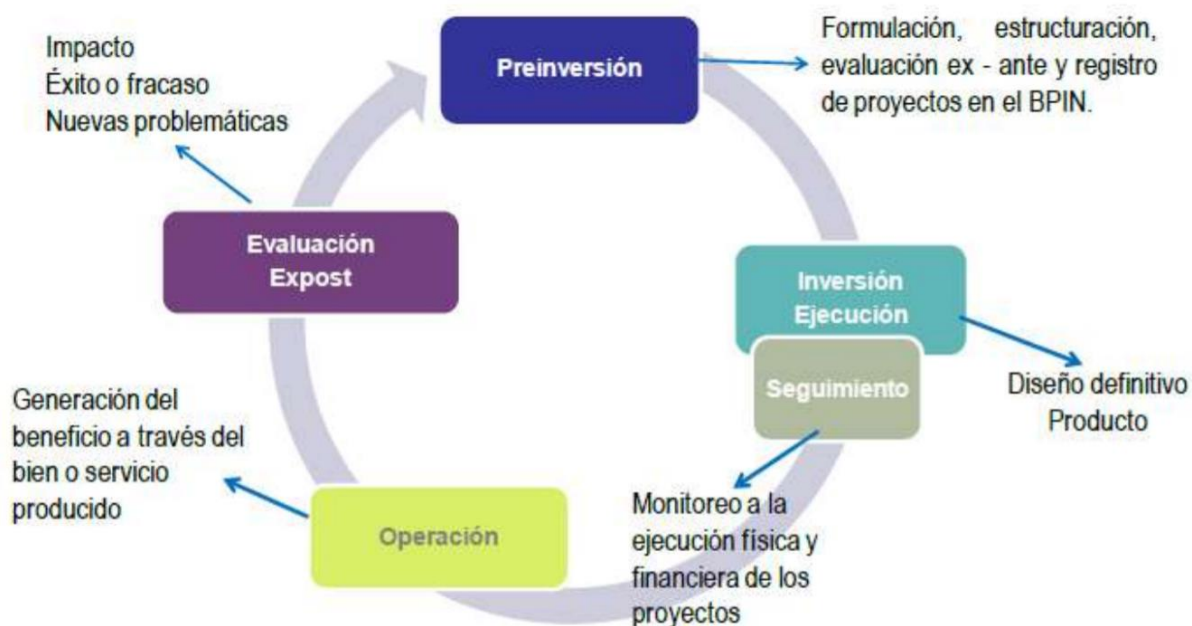 Preinversión
Formulación, estructuración,
evaluación ex - ante y registro
de proyectos en el BPIN.
Inversión
Ejecución
Diseño definitivo
Producto
Seguimiento
Monitoreo a la
ejecución física y
financiera de los
proyectos
Operación
Generación del
beneficio a través del
bien o servicio
producido
Evaluación
Expost
Impacto
Éxito o fracaso
Nuevas problemáticas